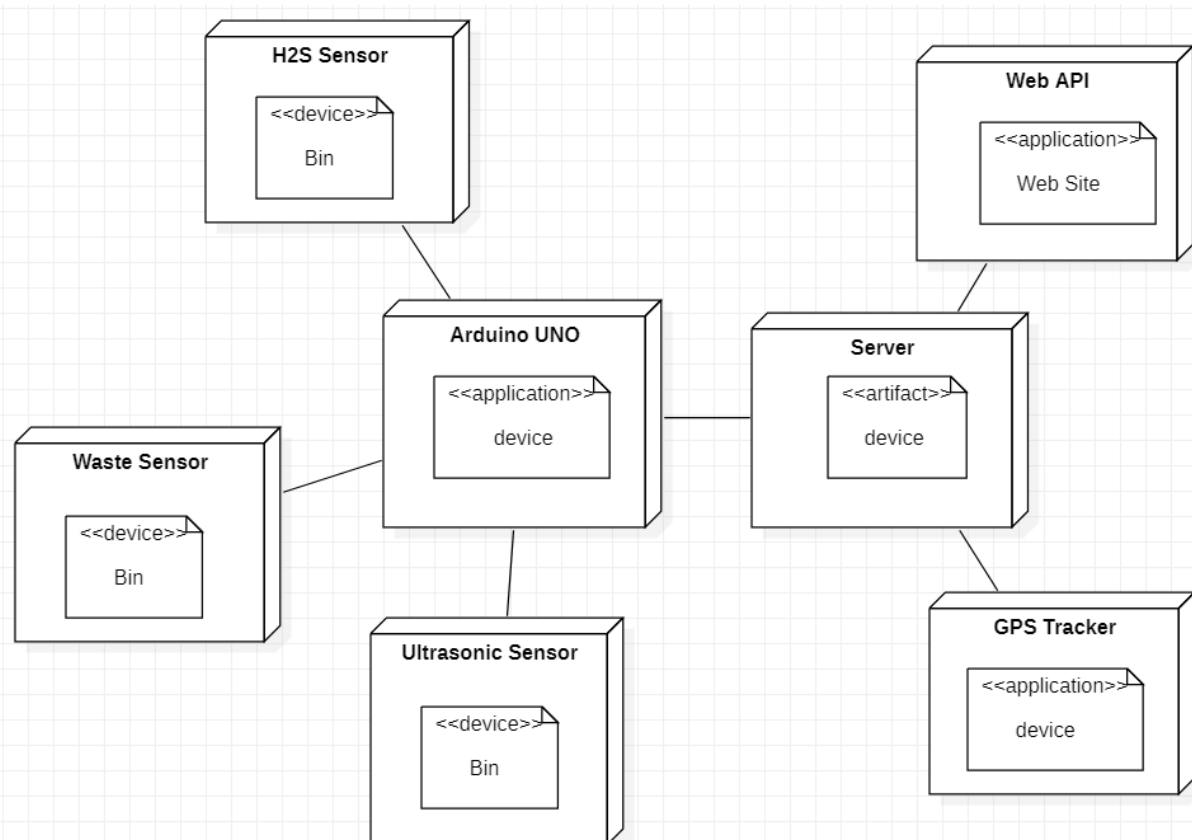 H2S Sensor
<<device>>
Bin
Web API
<<application>>
Web Site
Arduino UNO
<<application>>
device
Server
<<artifact>>
device
Waste Sensor
<<device>>
Bin
Ultrasonic Sensor
<<device>>
Bin
GPS Tracker
<<application>>
device